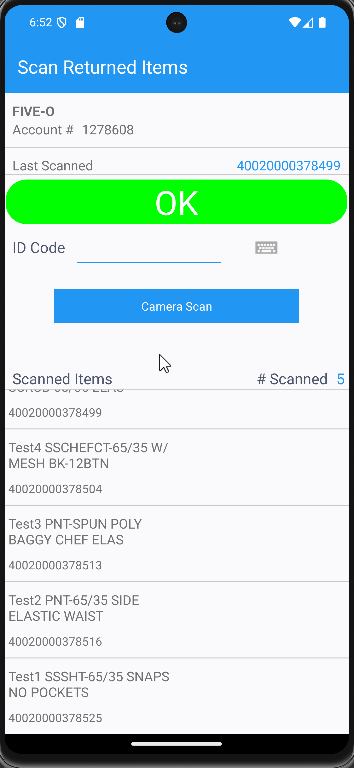 6:52
Scan Returned Items
FIVE-O
Account # 1278608
Last Scanned 40020000378499
OK
ID Code
Camera Scan
Scanned Items # Scanned 5
40020000378499
Test4 SSCHEFCT-65/35 W/
MESH BK-12BTN
40020000378504
Test3 PNT-SPUN POLY
BAGGY CHEF ELAS
40020000378513
Test2 PNT-65/35 SIDE
ELASTIC WAIST
40020000378516
Test1 SSSHT-65/35 SNAPS
NO POCKETS
40020000378525